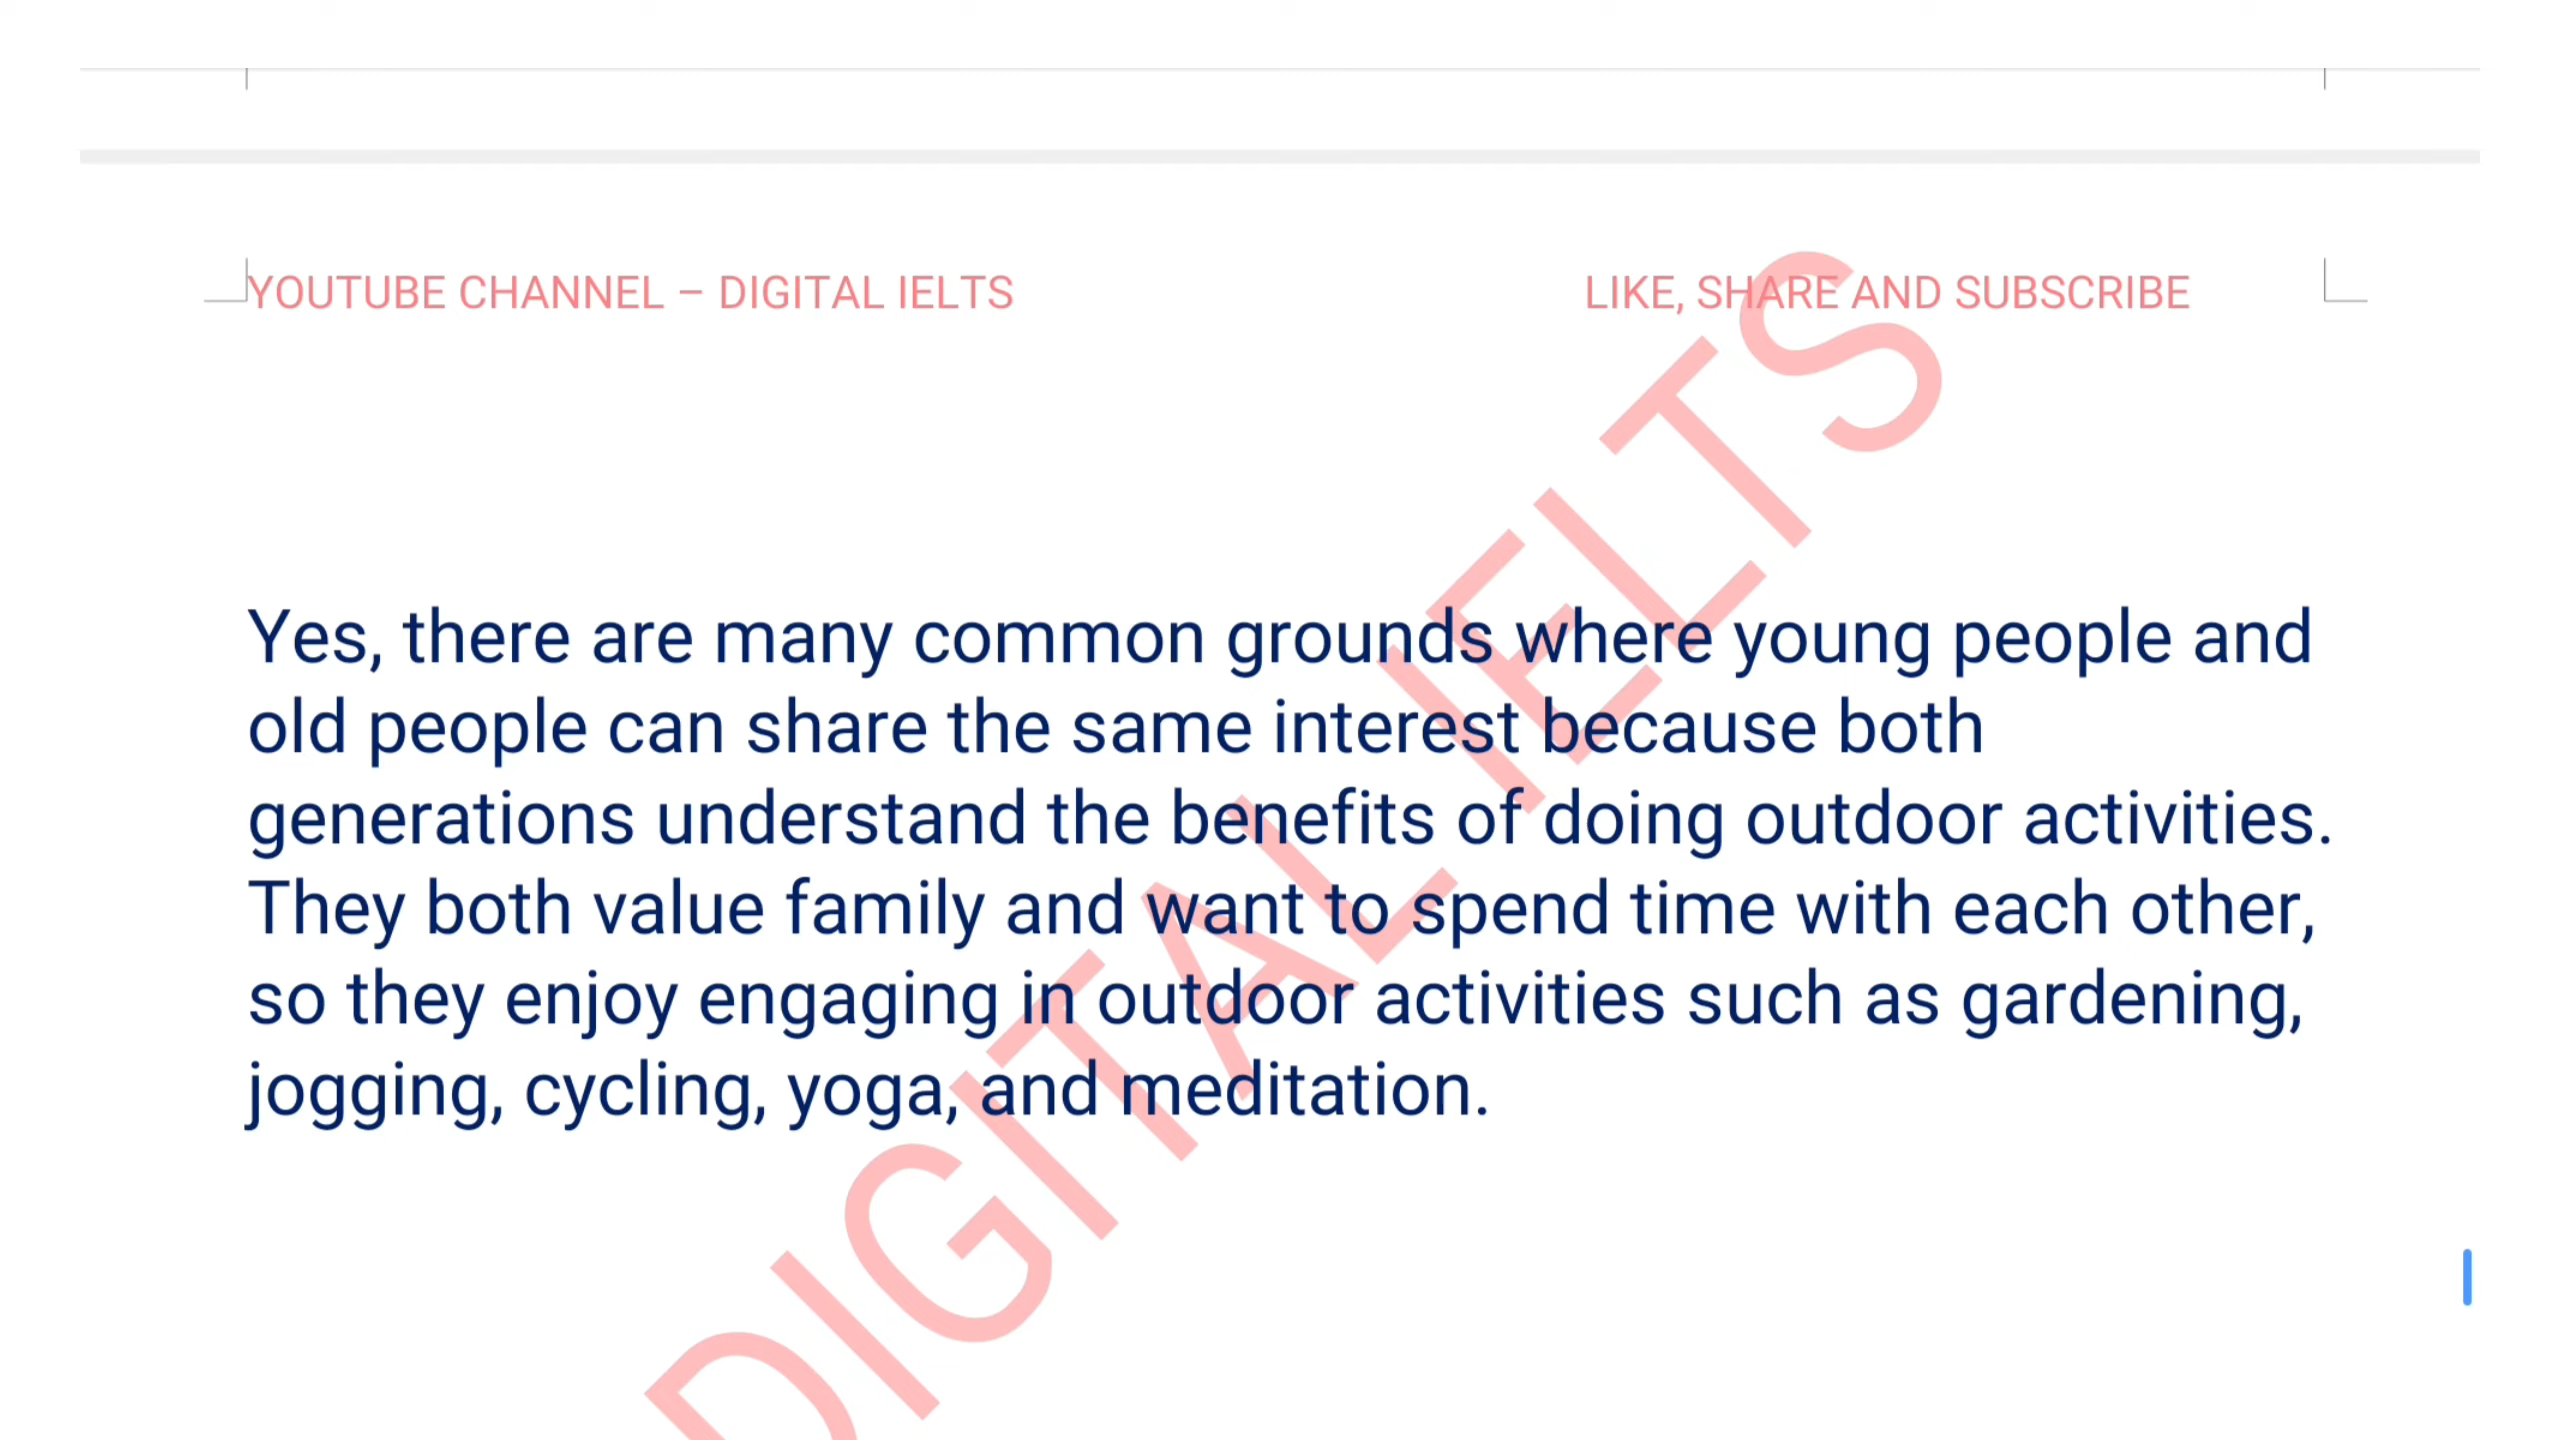 YOUTUBE CHANNEL – DIGITAL IELTS
LIKE, SHARE AND SUBSCRIBE
Yes, there are many common grounds where young people and
old people can share the same interest because both
generations understand the benefits of doing outdoor activities.
They both value family and want to spend time with each other,
so they enjoy engaging in outdoor activities such as gardening,
jogging, cycling, yoga, and meditation.
DIGITAL IELTS